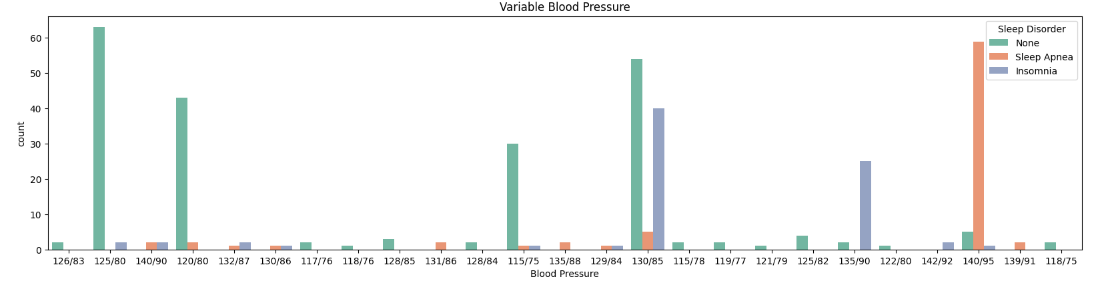 Variable Blood Pressure
Sleep Disorder
None
Sleep Apnea
Insomnia
60
50
40
30
20
10
0
count
126/83 125/80 140/90 120/80 132/87 130/86 117/76 118/76 128/85 131/86 128/84 115/75 135/88 129/84 130/85 115/78 119/77 121/79 125/82 135/90 122/80 142/92 140/95 139/91 118/75
Blood Pressure